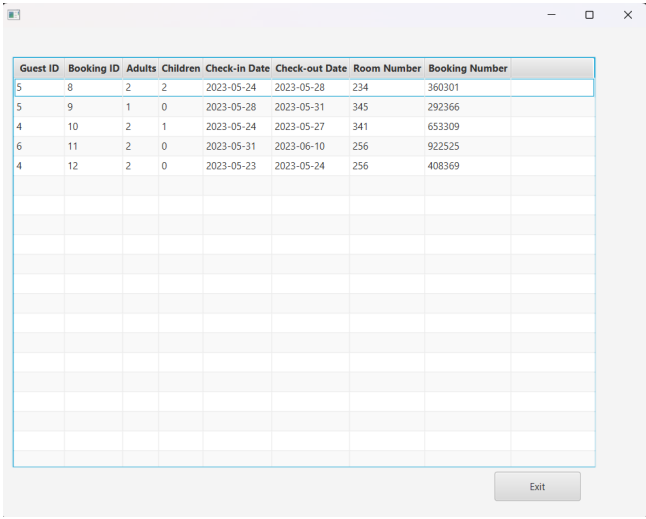 Guest ID Booking ID Adults Children Check-in Date Check-out Date Room Number Booking Number
5 8 2 2 2023-05-24 2023-05-28 234 360301
5 9 1 0 2023-05-28 2023-05-31 345 292366
4 10 2 1 2023-05-24 2023-05-27 341 653309
6 11 2 0 2023-05-31 2023-06-10 256 922525
4 12 2 0 2023-05-23 2023-05-24 256 408369
Exit